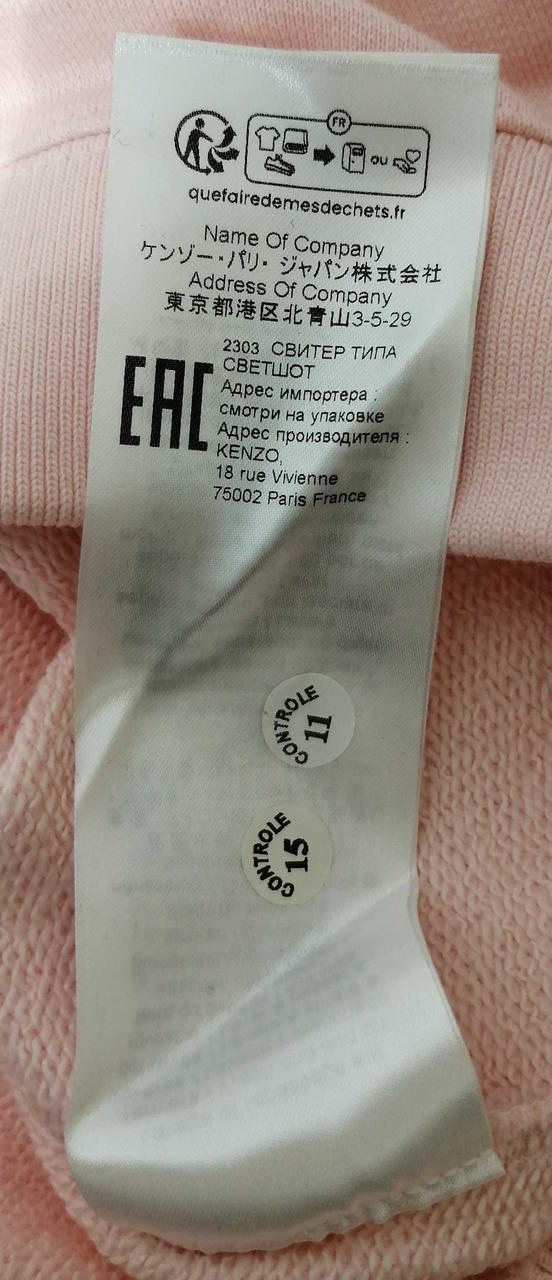 FR
ou
quefairedemesdechets.fr
Name Of Company
ケンゾー・パリ・ジャパン株式会社
Address Of Company
東京都港区北青山3-5-29
EAC
2303 СВИТЕР ТИПА
СВЕТШОТ
Адрес импортера :
смотри на упаковке
Адрес производителя :
KENZO,
18 rue Vivienne
75002 Paris France
CONTROLE
11
CONTROLE
15